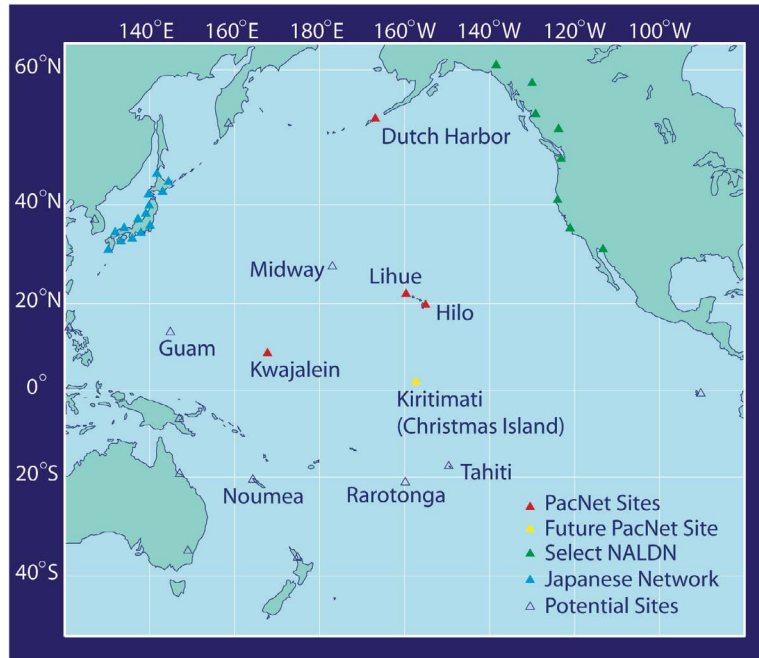 140°E 160°E 180°E 160°W 140°W 120°W 100°W
60°N
Dutch Harbor
40°N
Midway
Lihue
20°N
Hilo
Guam
Kwajalein
0°
Kiritimati
(Christmas Island)
20°S
Tahiti
Noumea
Rarotonga
PacNet Sites
Future PacNet Site
Select NALDN
40°S
Japanese Network
Potential Sites